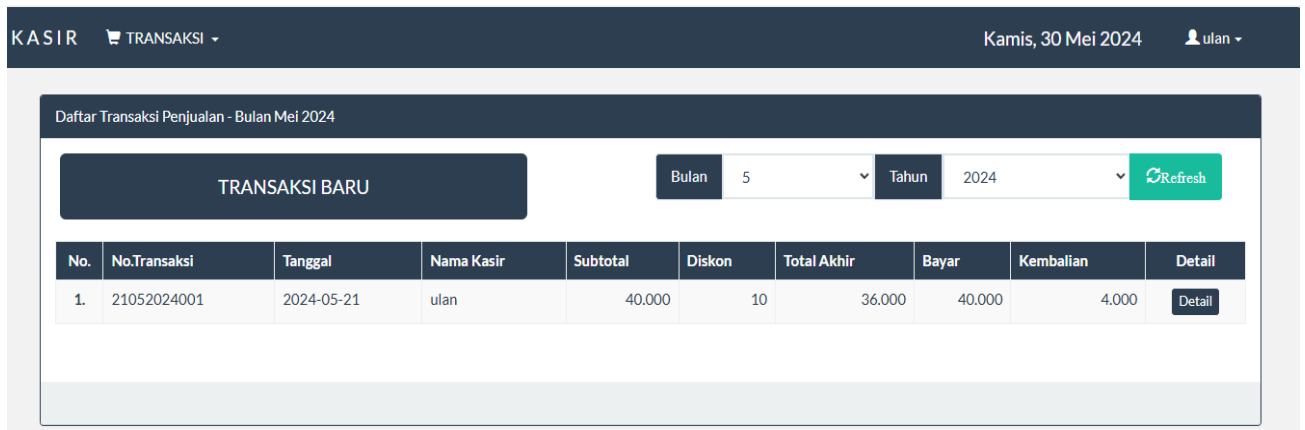 KASIR TRANSAKSI Kamis, 30 Mei 2024 ulan
Daftar Transaksi Penjualan - Bulan Mei 2024
TRANSAKSI BARU Bulan 5 Tahun 2024 Refresh
No. No.Transaksi Tanggal Nama Kasir Subtotal Diskon Total Akhir Bayar Kembalian Detail
1. 21052024001 2024-05-21 ulan 40.000 10 36.000 40.000 4.000 Detail